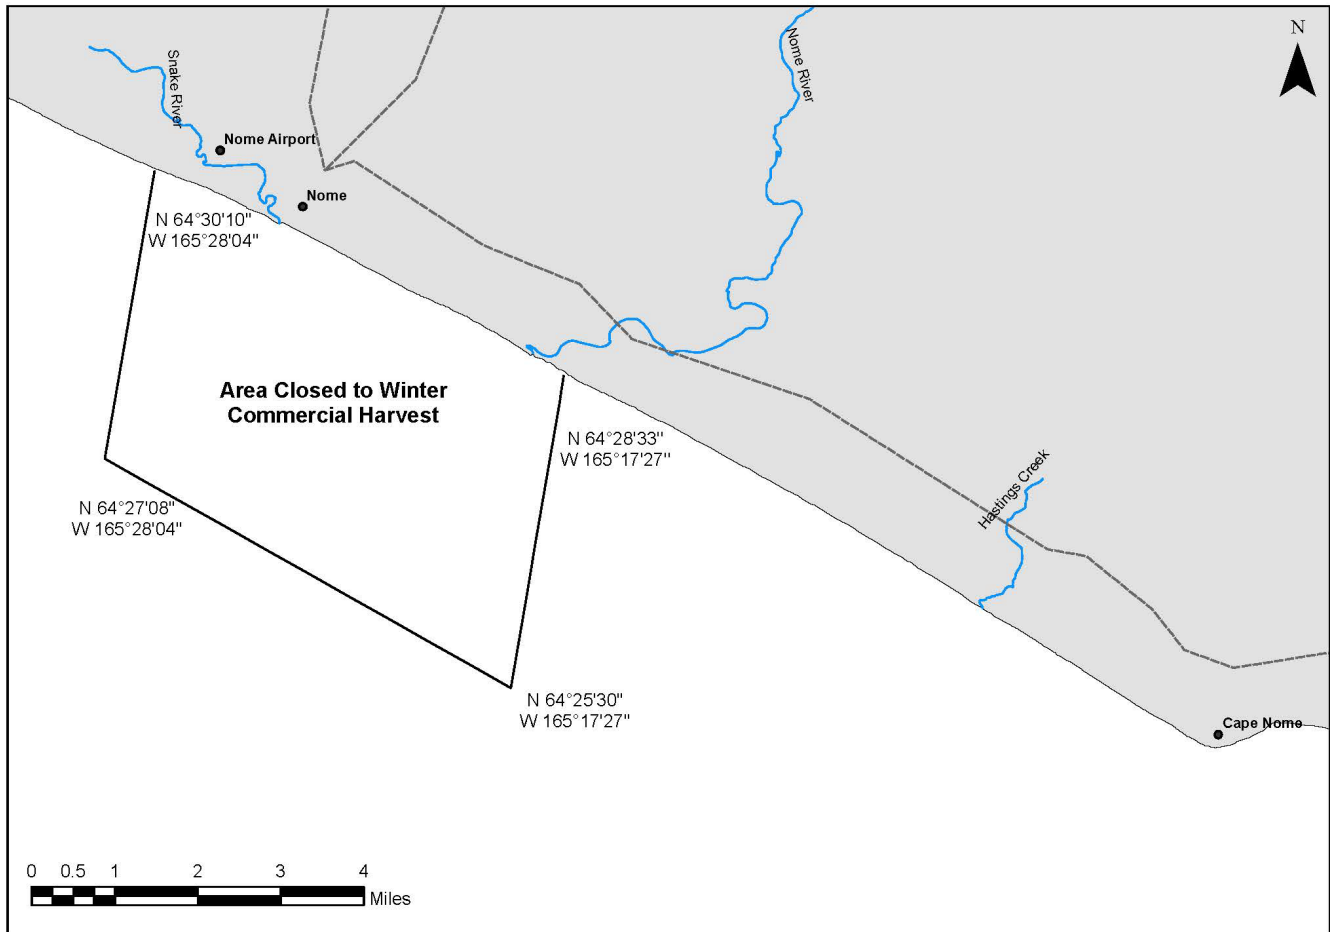 N
Snake River
Nome River
Nome Airport
Nome
N 64°30'10"
W 165°28'04"
Area Closed to Winter
Commercial Harvest
N 64°28'33"
W 165°17'27"
N 64°27'08"
W 165°28'04"
Hastings Creek
N 64°25'30"
W 165°17'27"
Cape Nome
0 0.5 1 2 3 4
Miles